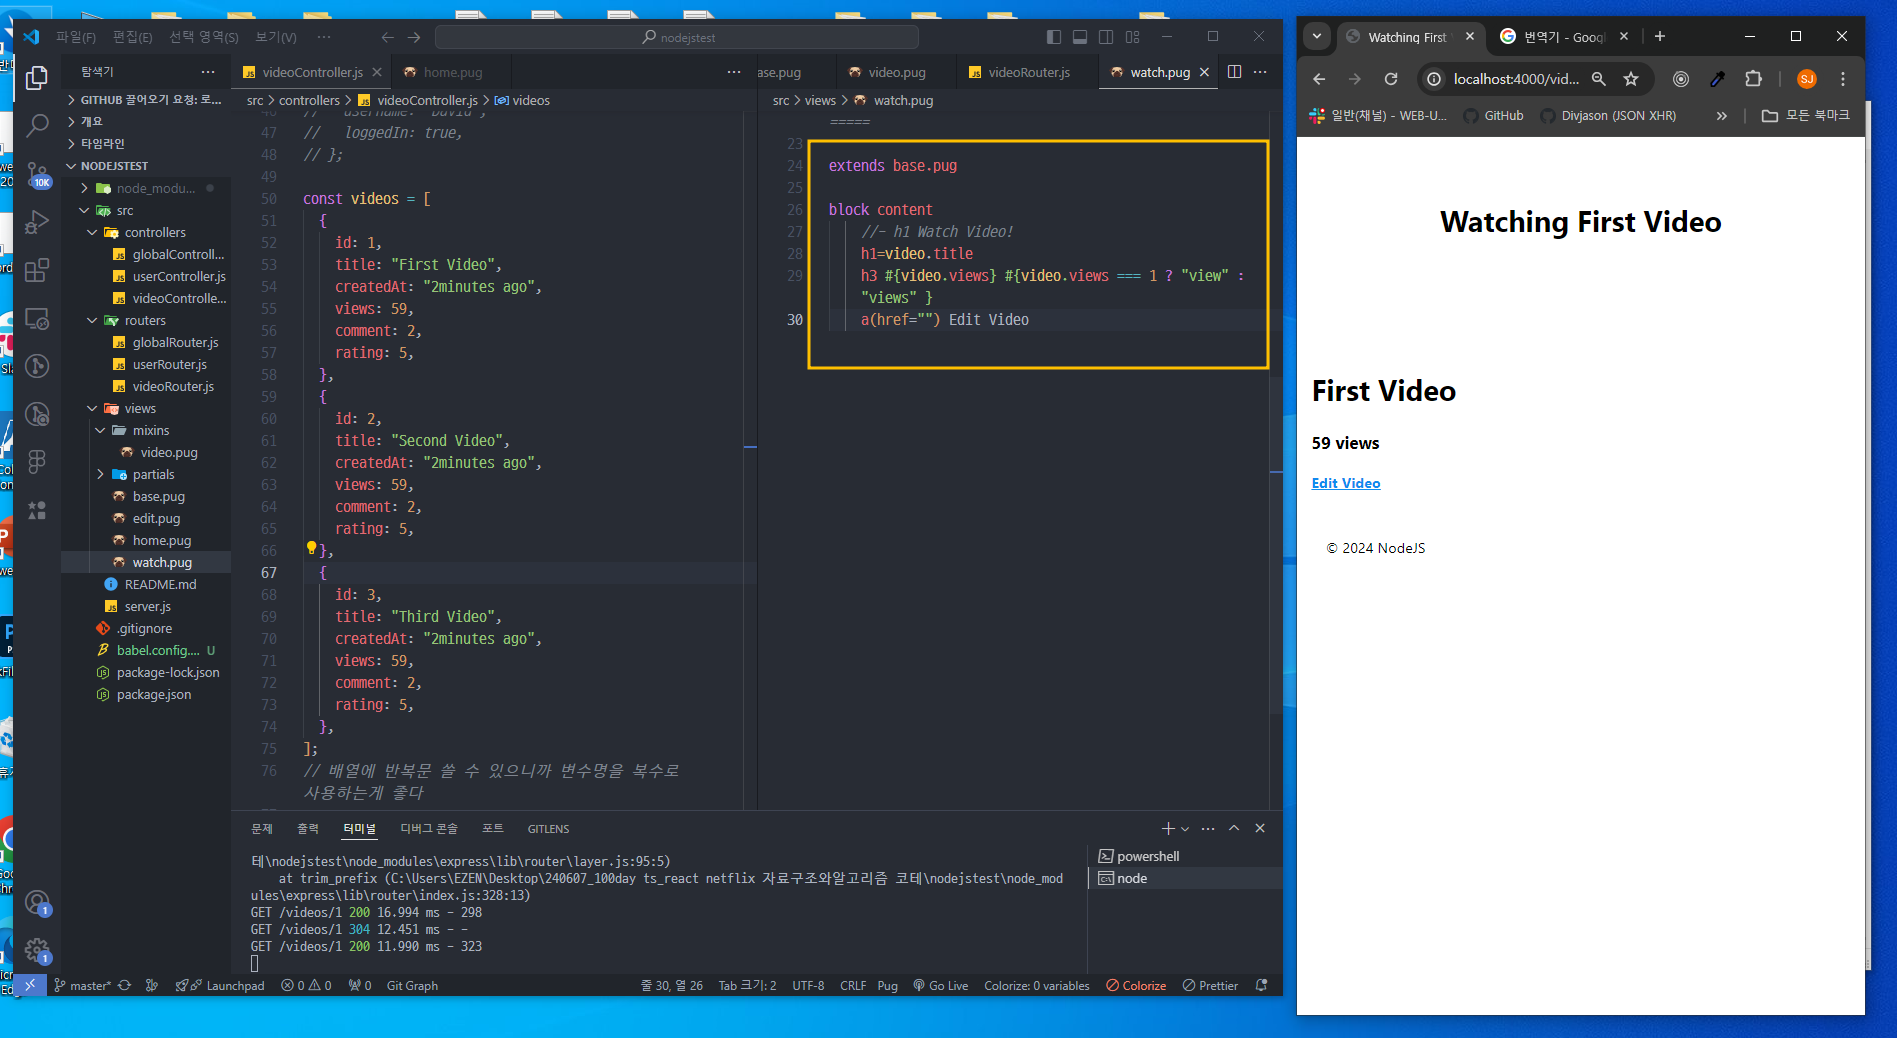 파일(F) 편집(E) 선택 영역(S) 보기(V) ··· nodejstest
탐색기
GITHUB 끌어오기 요청: 로...
개요
타임라인
NODEJSTEST
node_modu...
src
controllers
globalControll...
userController.js
videoControlle...
routers
globalRouter.js
userRouter.js
videoRouter.js
views
mixins
video.pug
partials
base.pug
edit.pug
home.pug
watch.pug
README.md
server.js
.gitignore
babel.config.... U
package-lock.json
package.json
10K
1
1
videoController.js home.pug
src > controllers > videoController.js > videos
46 // username: "David",
47 // loggedIn: true,
48 // };
49
50 const videos = [
51 {
52 id: 1,
53 title: "First Video",
54 createdAt: "2minutes ago",
55 views: 59,
56 comment: 2,
57 rating: 5,
58 },
59 {
60 id: 2,
61 title: "Second Video",
62 createdAt: "2minutes ago",
63 views: 59,
64 comment: 2,
65 rating: 5,
66 },
67 {
68 id: 3,
69 title: "Third Video",
70 createdAt: "2minutes ago",
71 views: 59,
72 comment: 2,
73 rating: 5,
74 },
75 ];
76 // 배열에 반복문 쓸 수 있으니까 변수명을 복수로
사용하는게 좋다
ase.pug video.pug videoRouter.js watch.pug
src > views > watch.pug
=====
23
24 extends base.pug
25
26 block content
27 //- h1 Watch Video!
28 h1=video.title
29 h3 #{video.views} #{video.views === 1 ? "view" :
"views" }
30 a(href="") Edit Video
문제 출력 터미널 디버그 콘솔 포트 GITLENS
테\nodejstest\node_modules\express\lib\router\layer.js:95:5)
at trim_prefix (C:\Users\EZEN\Desktop\240607_100day ts_react netflix 자료구조와알고리즘 코테\nodejstest\node_mod
ules\express\lib\router\index.js:328:13)
GET /videos/1 200 16.994 ms - 298
GET /videos/1 304 12.451 ms - -
GET /videos/1 200 11.990 ms - 323
powershell
node
master* Launchpad 0 0 0 Git Graph 줄 30, 열 26 Tab 크기: 2 UTF-8 CRLF Pug Go Live Colorize: 0 variables Colorize Prettier
Watching First 번역기 - Goog
localhost:4000/vid... SJ
일반(채널) - WEB-U... GitHub Divjason (JSON XHR) » 모든 북마크
Watching First Video
First Video
59 views
Edit Video
© 2024 NodeJS